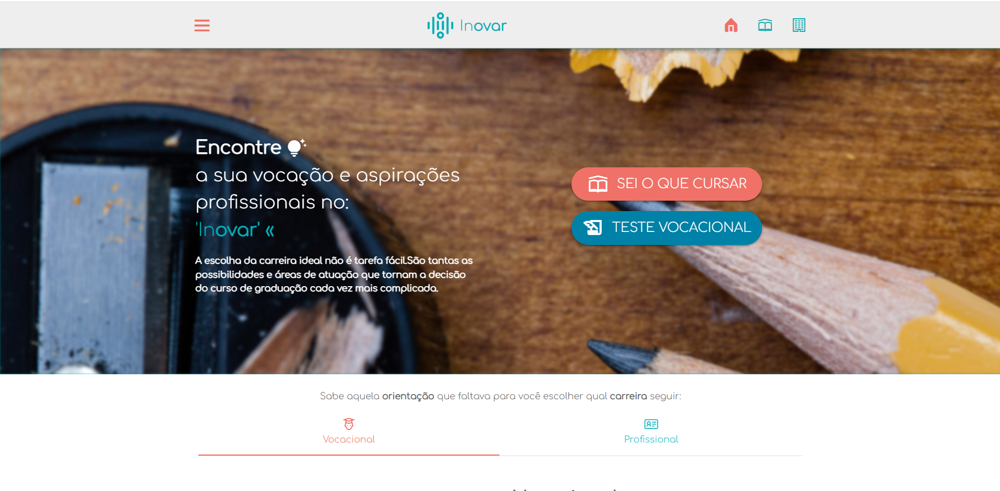 Inovar
Encontre
a sua vocação e aspirações
profissionais no:
'Inovar' «
A escolha da carreira ideal não é tarefa fácil.São tantas as
possibilidades e áreas de atuação que tornam a decisão
do curso de graduação cada vez mais complicada.
SEI O QUE CURSAR
TESTE VOCACIONAL
Sabe aquela orientação que faltava para você escolher qual carreira seguir:
Vocacional
Profissional